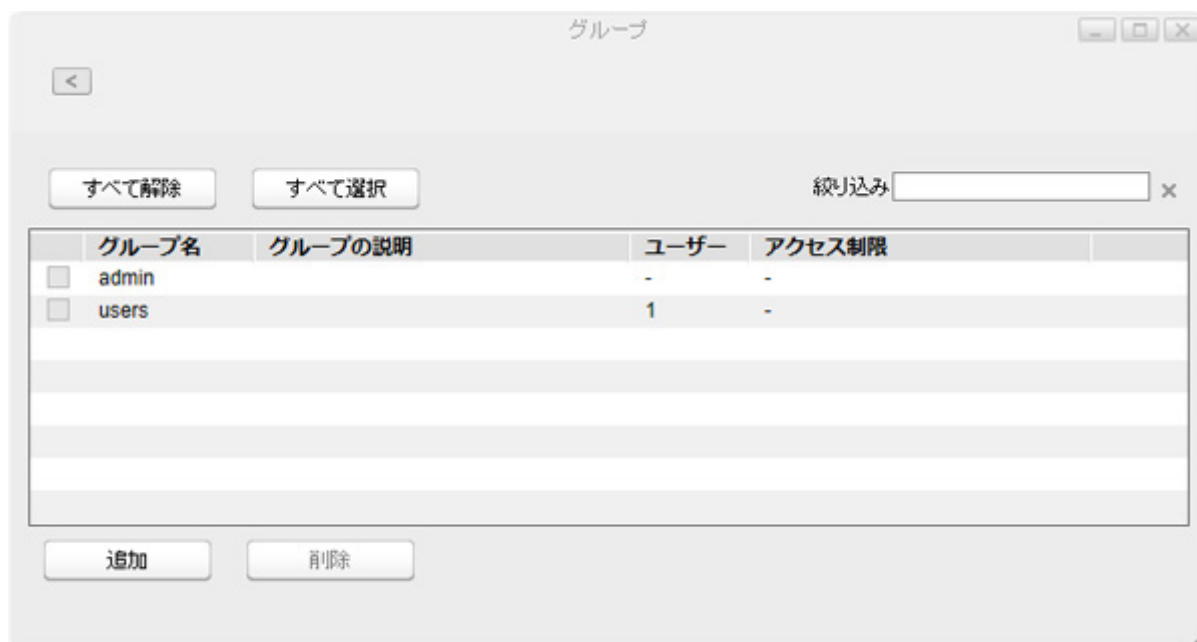 グループ
<
すべて解除 すべて選択 絞り込み ×
グループ名 グループの説明 ユーザー アクセス制限
admin - -
users 1 -
追加 削除